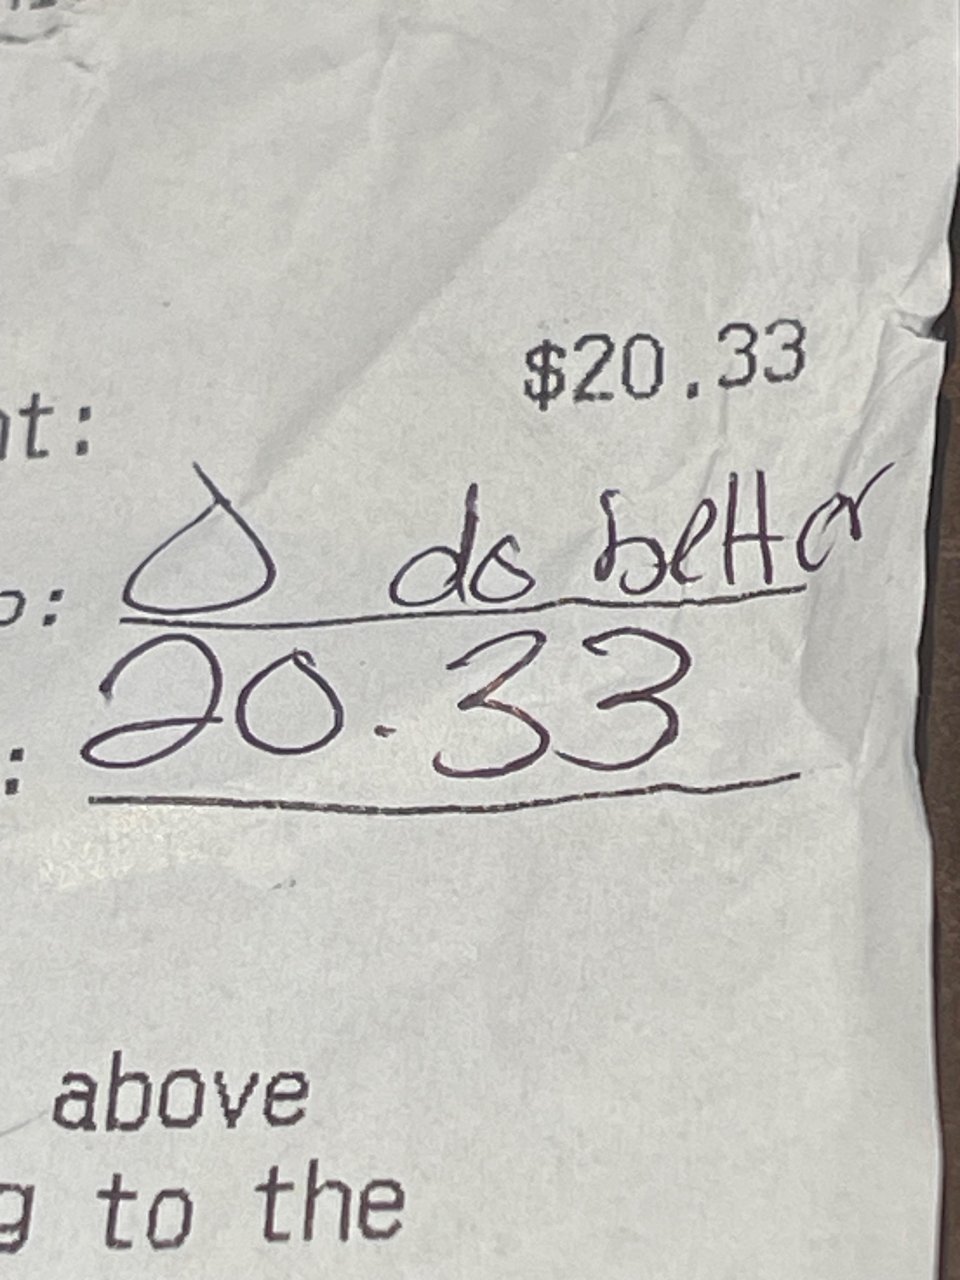 $20.33
t:
0 do better
20.33
:
above
g to the